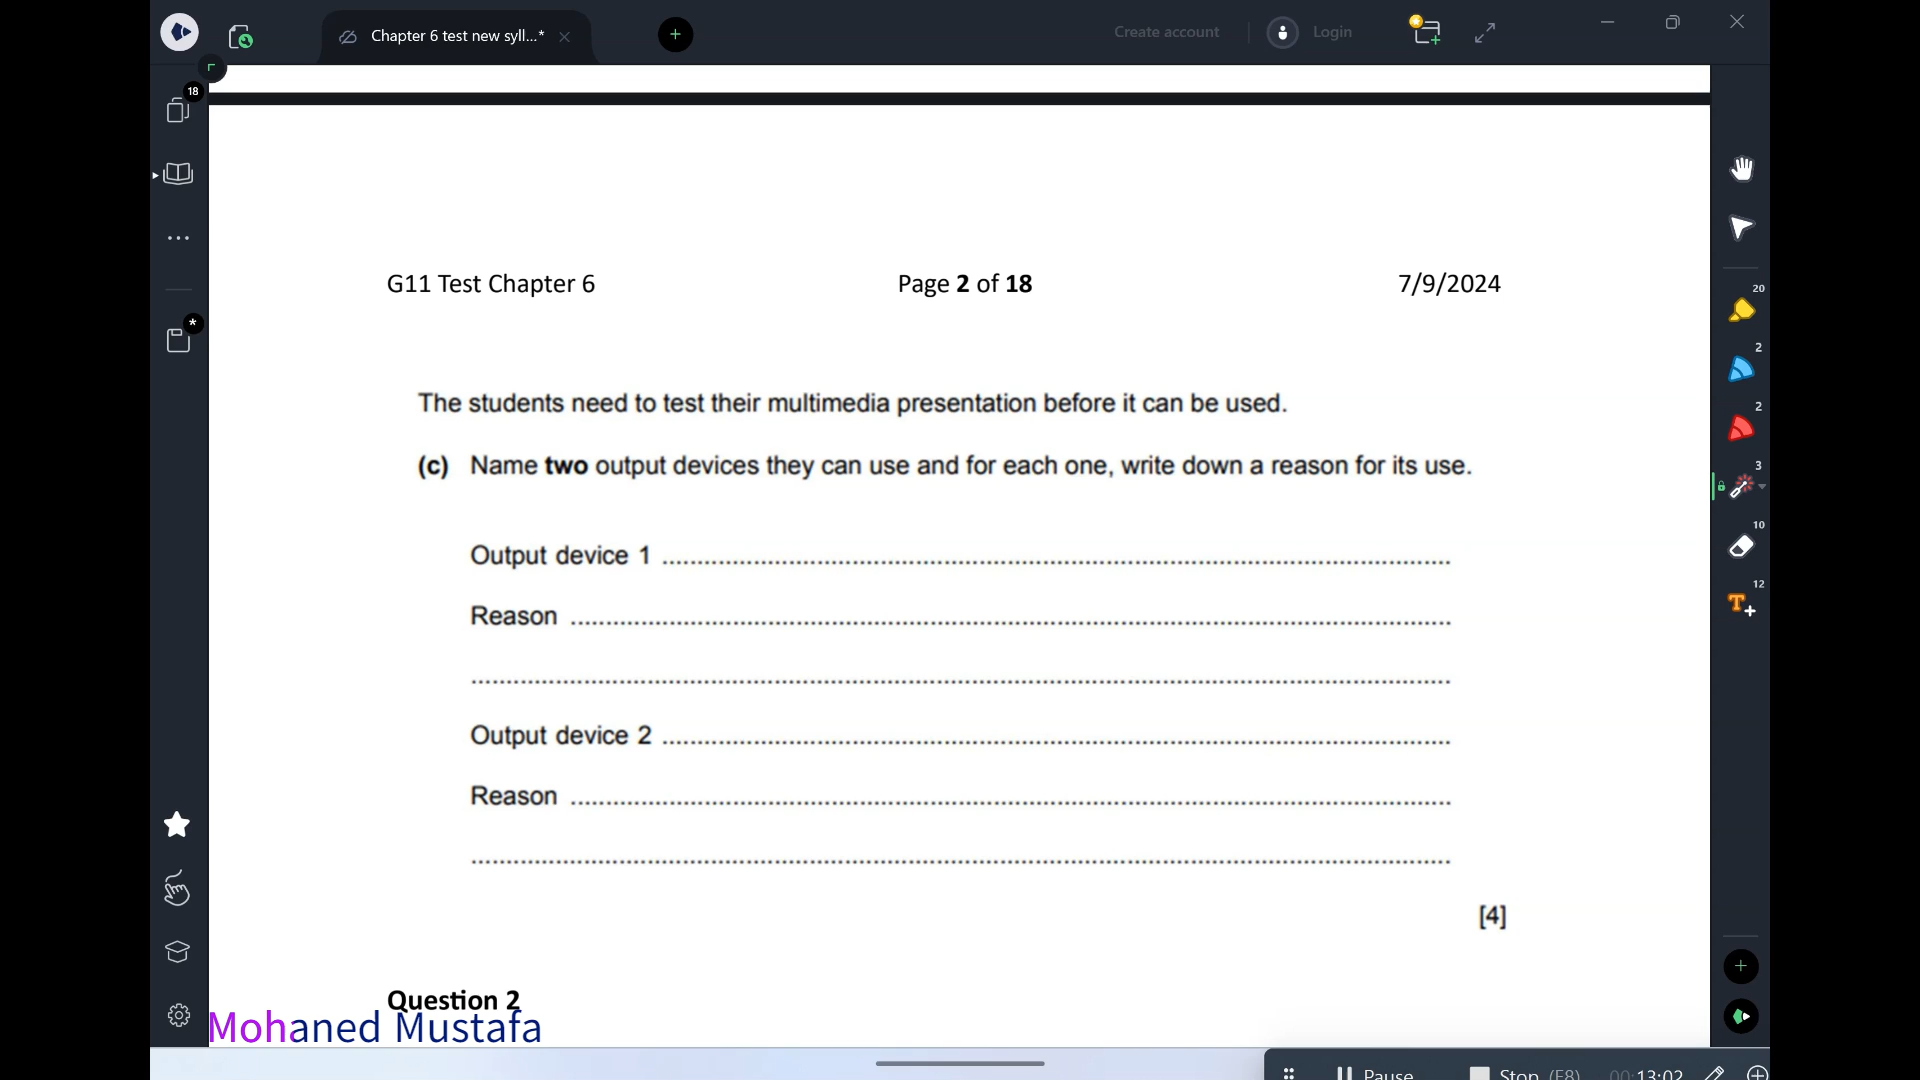 Chapter 6 test new syll...*
Create account
Login
18
G11 Test Chapter 6 Page 2 of 18 7/9/2024
The students need to test their multimedia presentation before it can be used.
(c) Name two output devices they can use and for each one, write down a reason for its use.
Output device 1
Reason
Output device 2
Reason
[4]
Question 2
Mohaned Mustafa
20
2
2
3
10
12
Pause Stop (F8) 00:13:02